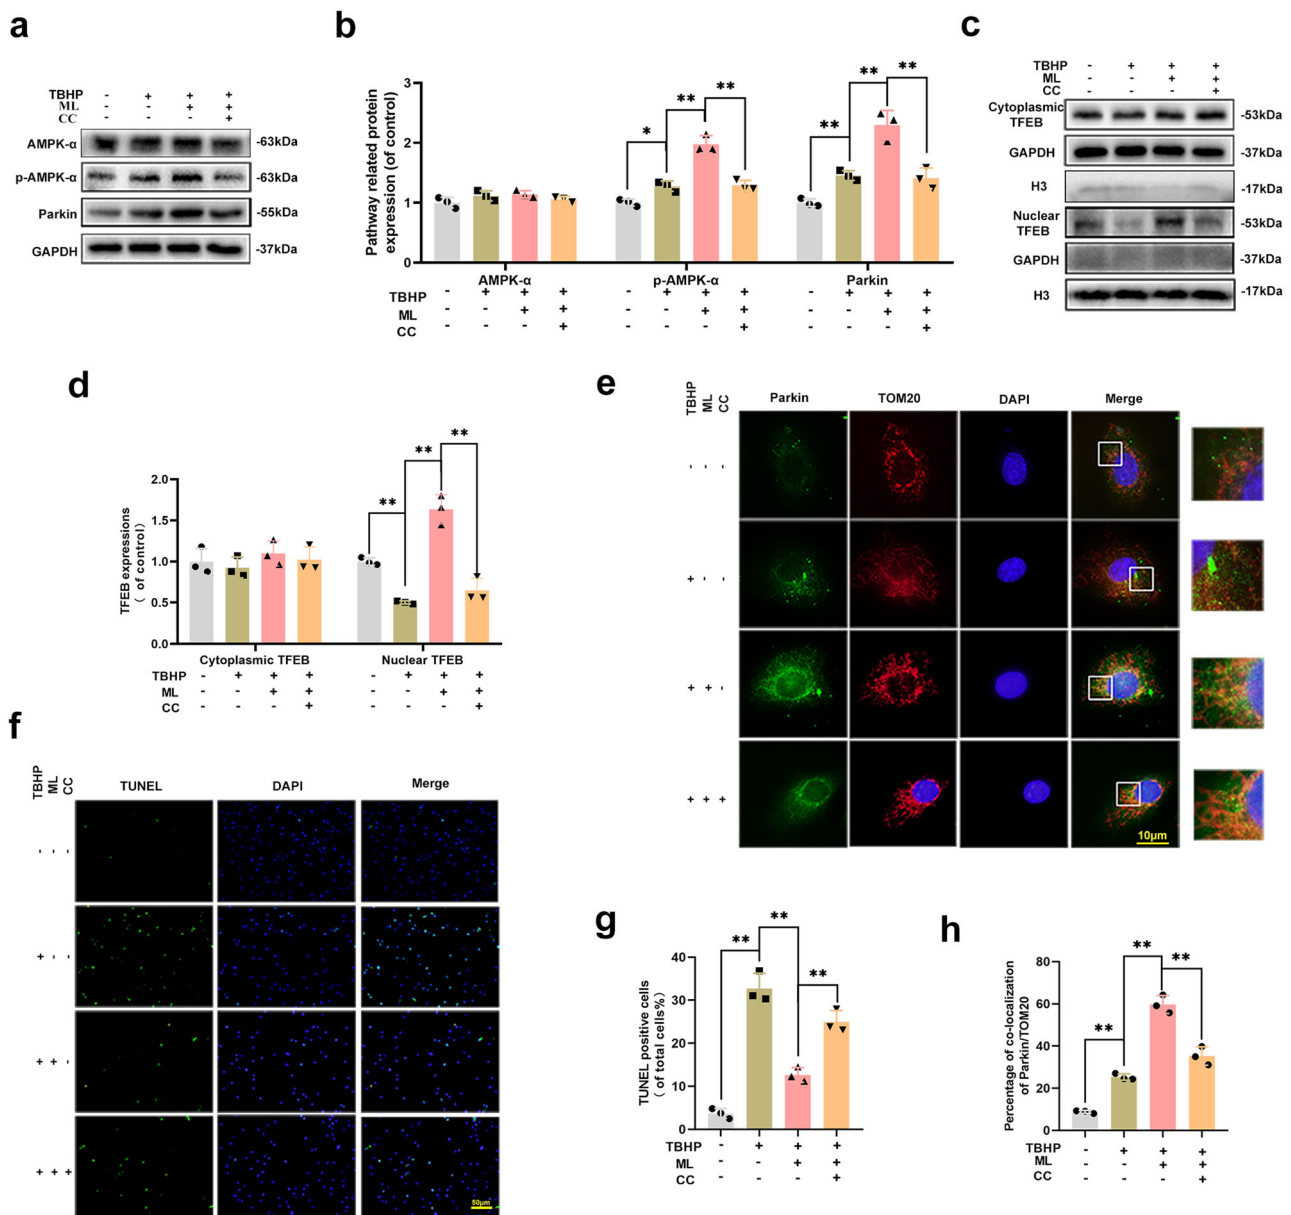 a
TBHP - + + +
ML - - + +
CC - - - +
AMPK-α -63kDa
p-AMPK-α -63kDa
Parkin -55kDa
GAPDH -37kDa
b
Pathway related protein
expression (of control)
3
2
1
0
* ** ** ** ** **
AMPK-α p-AMPK-α Parkin
TBHP - + + + - + + + - + + +
ML - - + + - - + + - - + +
CC - - - + - - - + - - - +
c
TBHP - + + +
ML - - + +
CC - - - +
Cytoplasmic
TFEB -53kDa
GAPDH -37kDa
H3 -17kDa
Nuclear
TFEB -53kDa
GAPDH -37kDa
H3 -17kDa
d
TFEB expressions
( of control)
2.0
1.5
1.0
0.5
0.0
** ** **
Cytoplasmic TFEB Nuclear TFEB
TBHP - + + + - + + +
ML - - + + - - + +
CC - - - + - - - +
e
TBHP ML CC
Parkin TOM20 DAPI Merge
- - -
+ - -
+ + -
+ + +
10μm
f
TBHP ML CC
TUNEL DAPI Merge
- - -
+ - -
+ + -
+ + +
50μm
g
TUNEL positive cells
( of total cells%)
40
30
20
10
0
** ** **
TBHP - + + +
ML - - + +
CC - - - +
h
Percentage of co-localization
of Parkin/TOM20
80
60
40
20
0
** ** **
TBHP - + + +
ML - - + +
CC - - - +